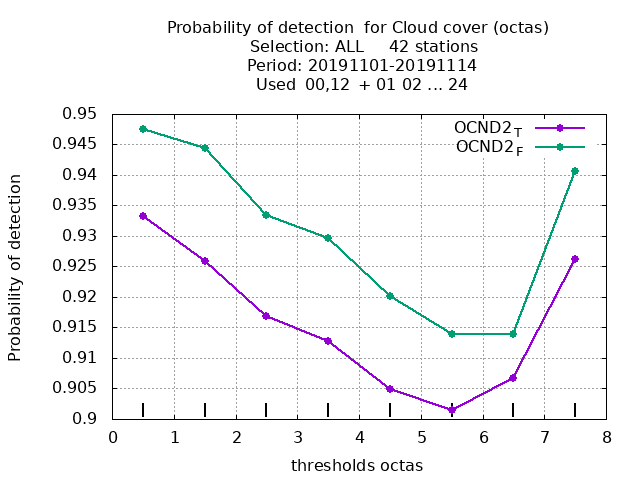 Probability of detection  for Cloud cover (octas)
Selection: ALL     42 stations
Period: 20191101-20191114
Used  00,12  + 01 02 ... 24
OCND2 T
OCND2 F
0.95
0.945
0.94
0.935
0.93
0.925
0.92
0.915
0.91
0.905
0.9
Probability of detection
0 1 2 3 4 5 6 7 8
thresholds octas